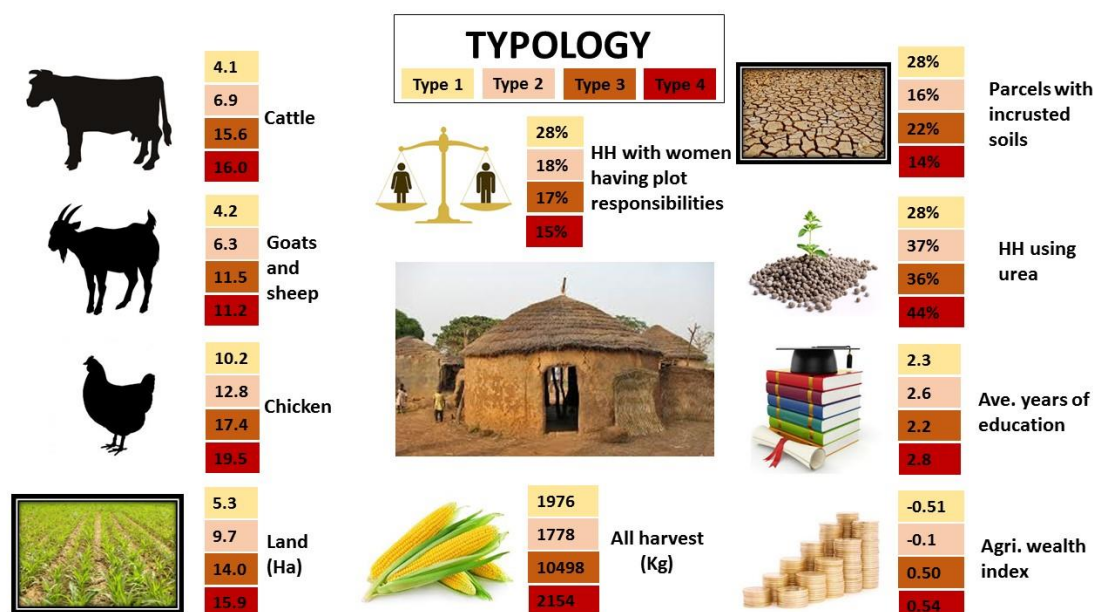 TYPOLOGY
Type 1 Type 2 Type 3 Type 4
4.1
6.9
15.6
16.0
Cattle
4.2
6.3
11.5
11.2
Goats
and
sheep
10.2
12.8
17.4
19.5
Chicken
5.3
9.7
14.0
15.9
Land
(Ha)
28%
18%
17%
15%
HH with women
having plot
responsibilities
1976
1778
10498
2154
All harvest
(Kg)
28%
16%
22%
14%
Parcels with
incrusted
soils
28%
37%
36%
44%
HH using
urea
2.3
2.6
2.2
2.8
Ave. years of
education
-0.51
-0.1
0.50
0.54
Agri. wealth
index